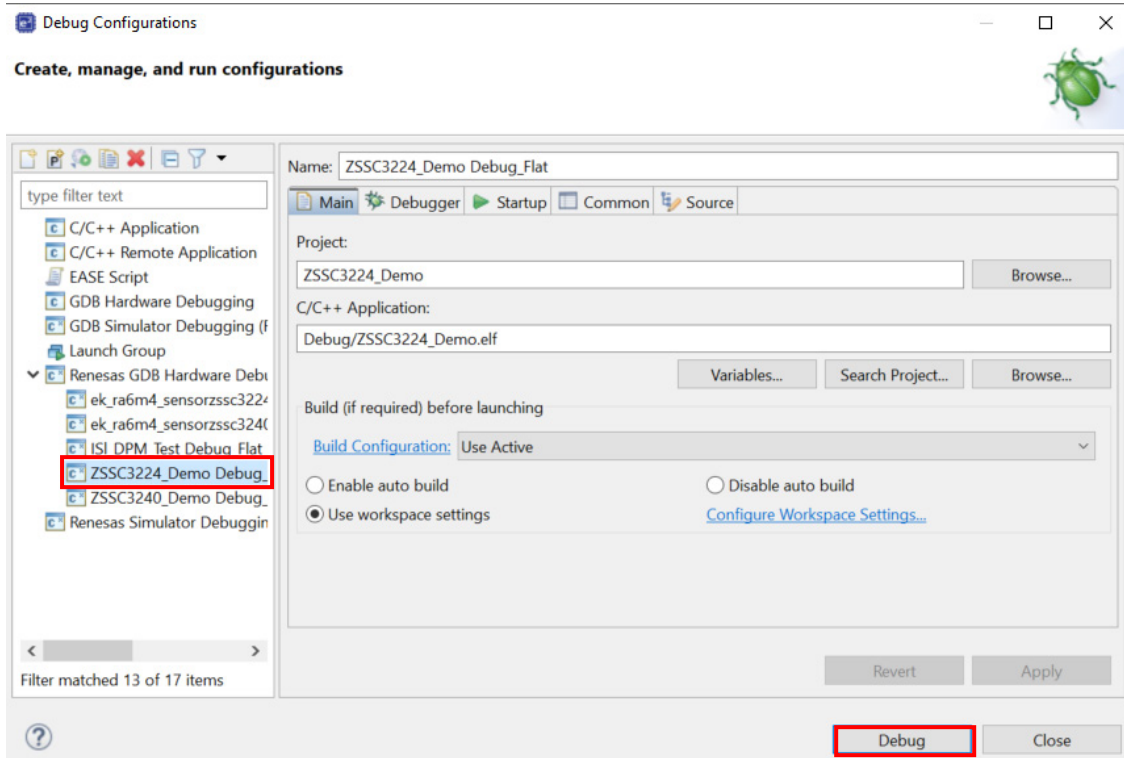 Debug Configurations
Create, manage, and run configurations
type filter text
C/C++ Application
C/C++ Remote Application
EASE Script
GDB Hardware Debugging
GDB Simulator Debugging (
Launch Group
Renesas GDB Hardware Debu
ek_ra6m4_sensorzssc3224
ek_ra6m4_sensorzssc324
ISI_DPM_Test Debug_Flat
ZSSC3224_Demo Debug_
ZSSC3240_Demo Debug_
Renesas Simulator Debuggin
Filter matched 13 of 17 items
Name: ZSSC3224_Demo Debug_Flat
Main Debugger Startup Common Source
Project:
ZSSC3224_Demo Browse...
C/C++ Application:
Debug/ZSSC3224_Demo.elf
Variables... Search Project... Browse...
Build (if required) before launching
Build Configuration: Use Active
Enable auto build Disable auto build
Use workspace settings Configure Workspace Settings...
Revert Apply
? Debug Close